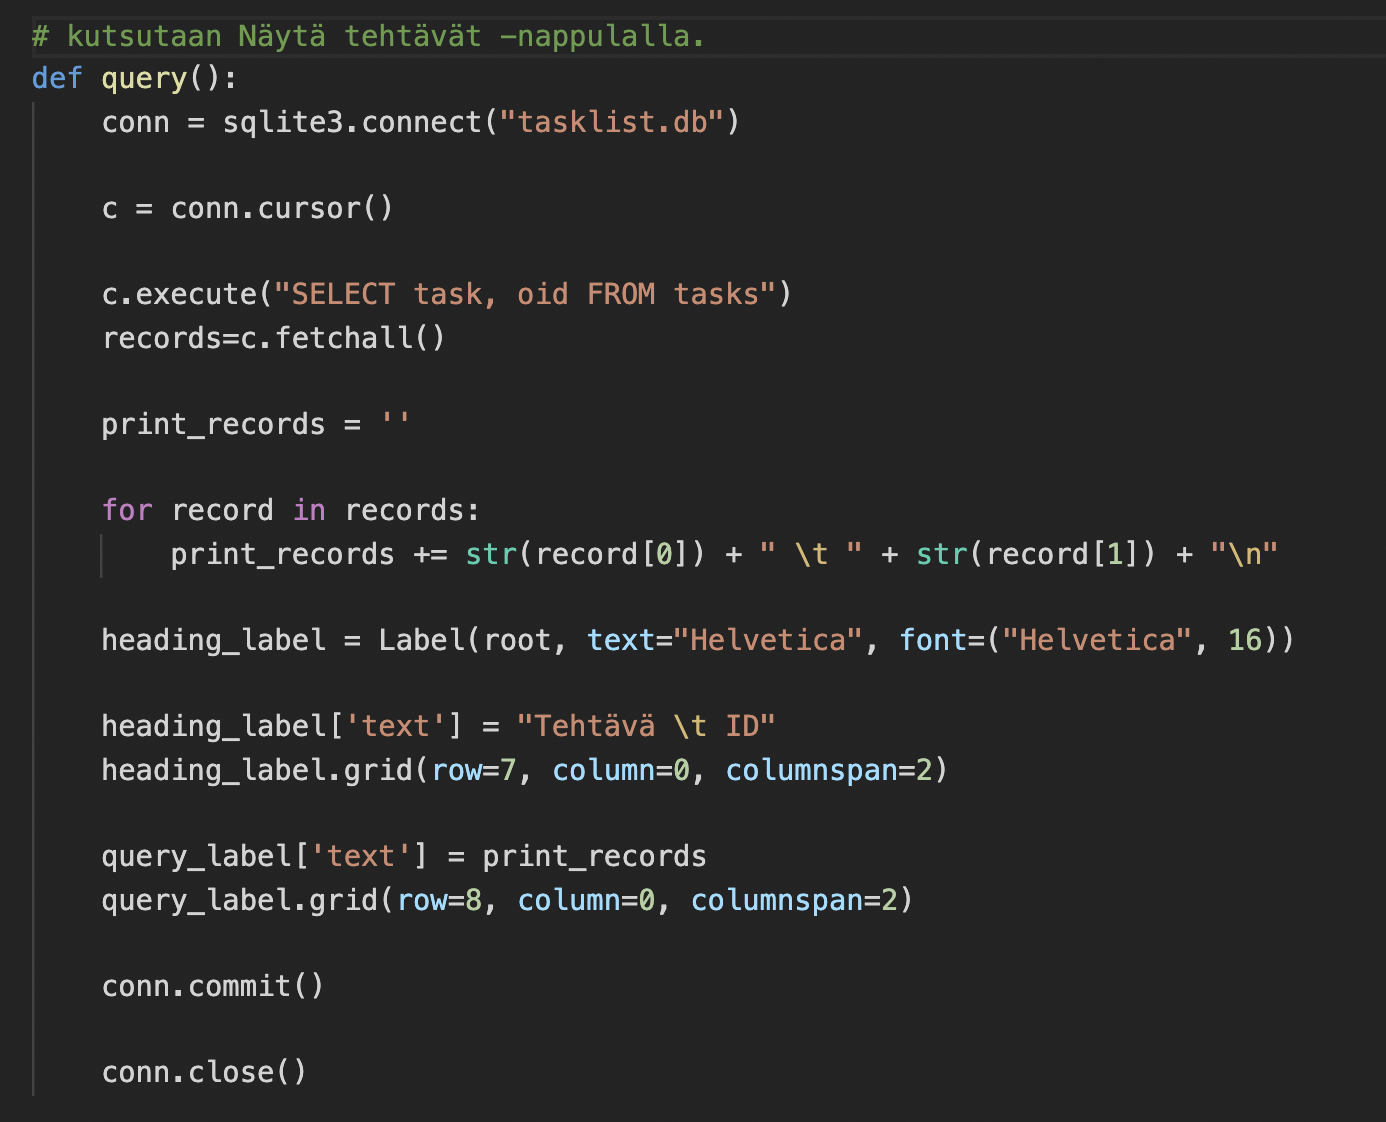 # kutsutaan Näytä tehtävät -nappulalla.
def query():
    conn = sqlite3.connect("tasklist.db")
    c = conn.cursor()
    c.execute("SELECT task, oid FROM tasks")
    records=c.fetchall()
    print_records = ''
    for record in records:
        print_records += str(record[0]) + " \t " + str(record[1]) + "\n"
    heading_label = Label(root, text="Helvetica", font=("Helvetica", 16))
    heading_label['text'] = "Tehtävä \t ID"
    heading_label.grid(row=7, column=0, columnspan=2)
    query_label['text'] = print_records
    query_label.grid(row=8, column=0, columnspan=2)
    conn.commit()
    conn.close()